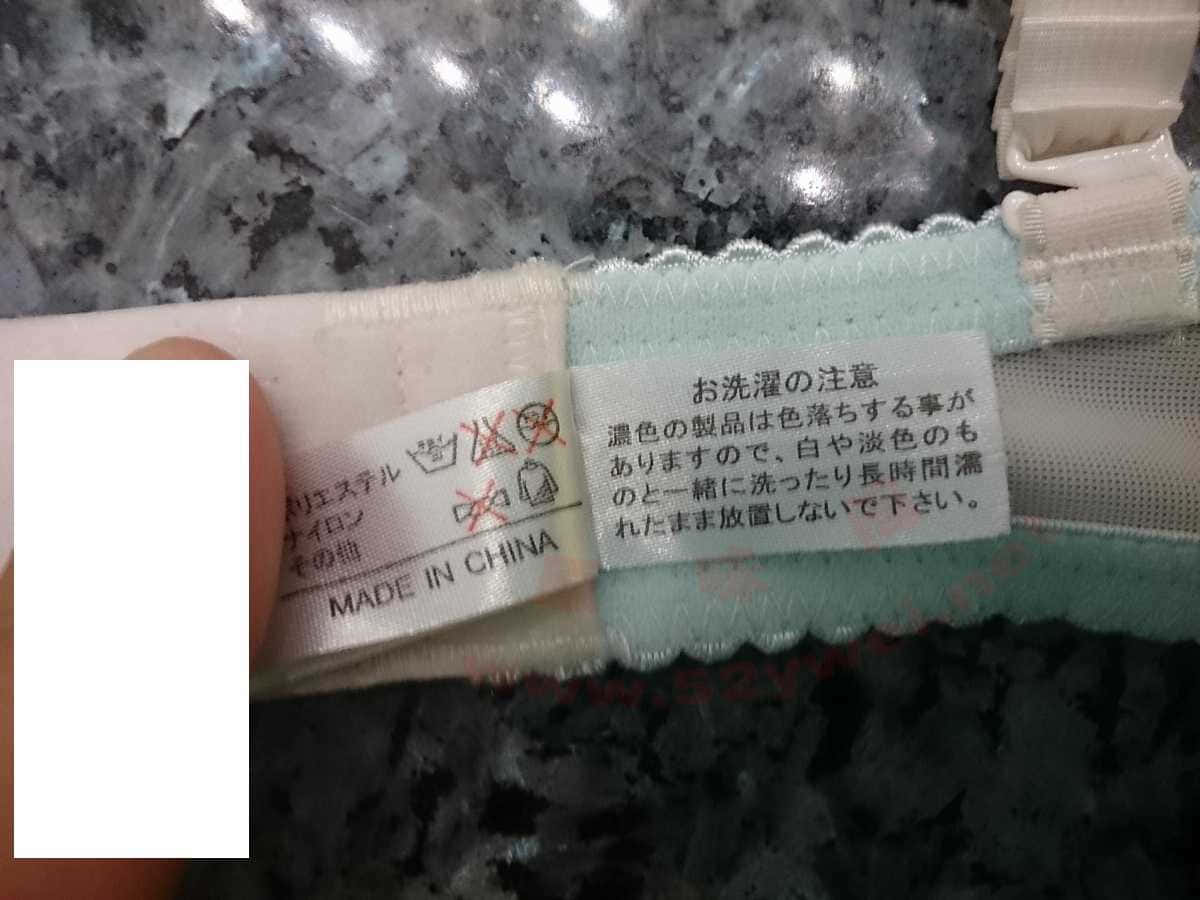 ポリエステル
ナイロン
その他
MADE IN CHINA
お洗濯の注意
濃色の製品は色落ちする事が
ありますので、白や淡色のも
のと一緒に洗ったり長時間濡
れたまま放置しないで下さい。